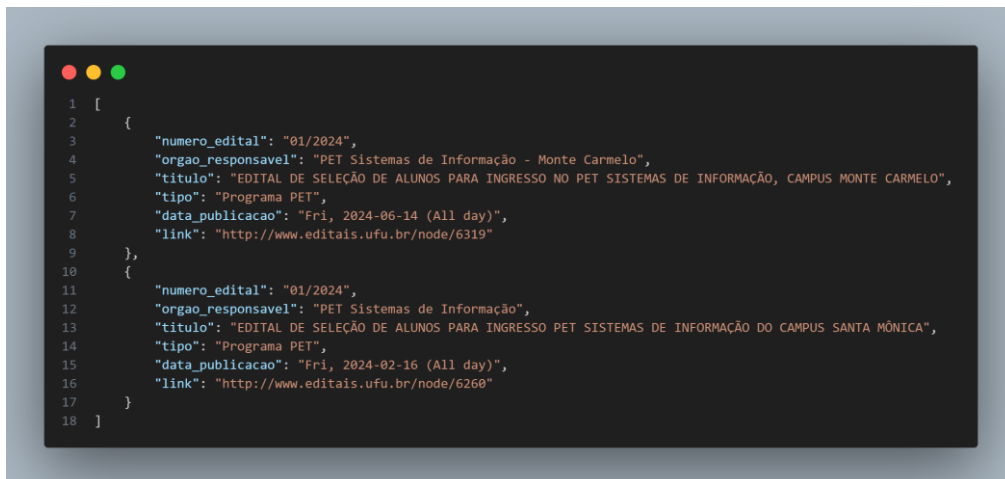 1 [
2 {
3 "numero_edital": "01/2024",
4 "orgao_responsavel": "PET Sistemas de Informação - Monte Carmelo",
5 "titulo": "EDITAL DE SELEÇÃO DE ALUNOS PARA INGRESSO NO PET SISTEMAS DE INFORMAÇÃO, CAMPUS MONTE CARMELO",
6 "tipo": "Programa PET",
7 "data_publicacao": "Fri, 2024-06-14 (All day)",
8 "link": "http://www.editais.ufu.br/node/6319"
9 },
10 {
11 "numero_edital": "01/2024",
12 "orgao_responsavel": "PET Sistemas de Informação",
13 "titulo": "EDITAL DE SELEÇÃO DE ALUNOS PARA INGRESSO PET SISTEMAS DE INFORMAÇÃO DO CAMPUS SANTA MÔNICA",
14 "tipo": "Programa PET",
15 "data_publicacao": "Fri, 2024-02-16 (All day)",
16 "link": "http://www.editais.ufu.br/node/6260"
17 }
18 ]